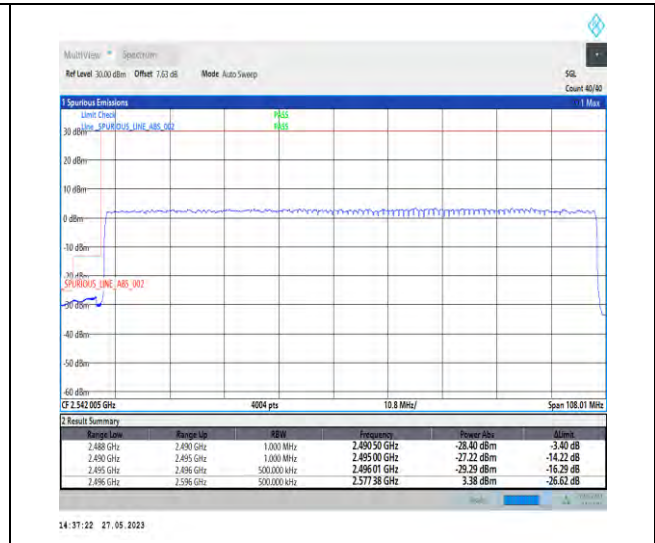 MultiView Spectrum
Ref Level 30.00 dBm Offset 7.63 dB Mode Auto Sweep SGL
Count 40/40
1 Spurious Emissions 1 Max
Limit Check PASS
Line _SPURIOUS_LINE_ABS_002 PASS
30 dBm
20 dBm
10 dBm
0 dBm
-10 dBm
-20 dBm
SPURIOUS_LINE_ABS_002
-30 dBm
-40 dBm
-50 dBm
-60 dBm
CF 2.542 005 GHz 4004 pts 10.8 MHz/ Span 108.01 MHz
2 Result Summary
Range Low Range Up RBW Frequency Power Abs ΔLimit
2.488 GHz 2.490 GHz 1.000 MHz 2.490 50 GHz -28.40 dBm -3.40 dB
2.490 GHz 2.495 GHz 1.000 MHz 2.495 00 GHz -27.22 dBm -14.22 dB
2.495 GHz 2.496 GHz 500.000 kHz 2.496 01 GHz -29.29 dBm -16.29 dB
2.496 GHz 2.596 GHz 500.000 kHz 2.577 38 GHz 3.38 dBm -26.62 dB
14:37:22 27.05.2023